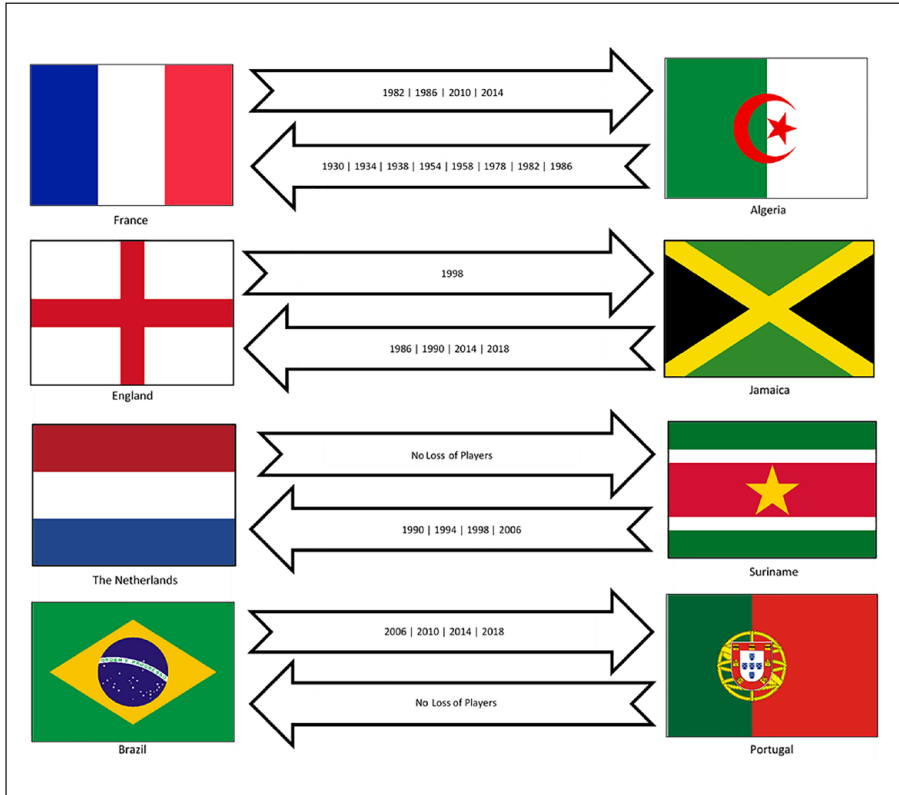 1982 | 1986 | 2010 | 2014
1930 | 1934 | 1938 | 1954 | 1958 | 1978 | 1982 | 1986
France
Algeria
1998
1986 | 1990 | 2014 | 2018
England
Jamaica
No Loss of Players
1990 | 1994 | 1998 | 2006
The Netherlands
Suriname
2006 | 2010 | 2014 | 2018
No Loss of Players
Brazil
Portugal